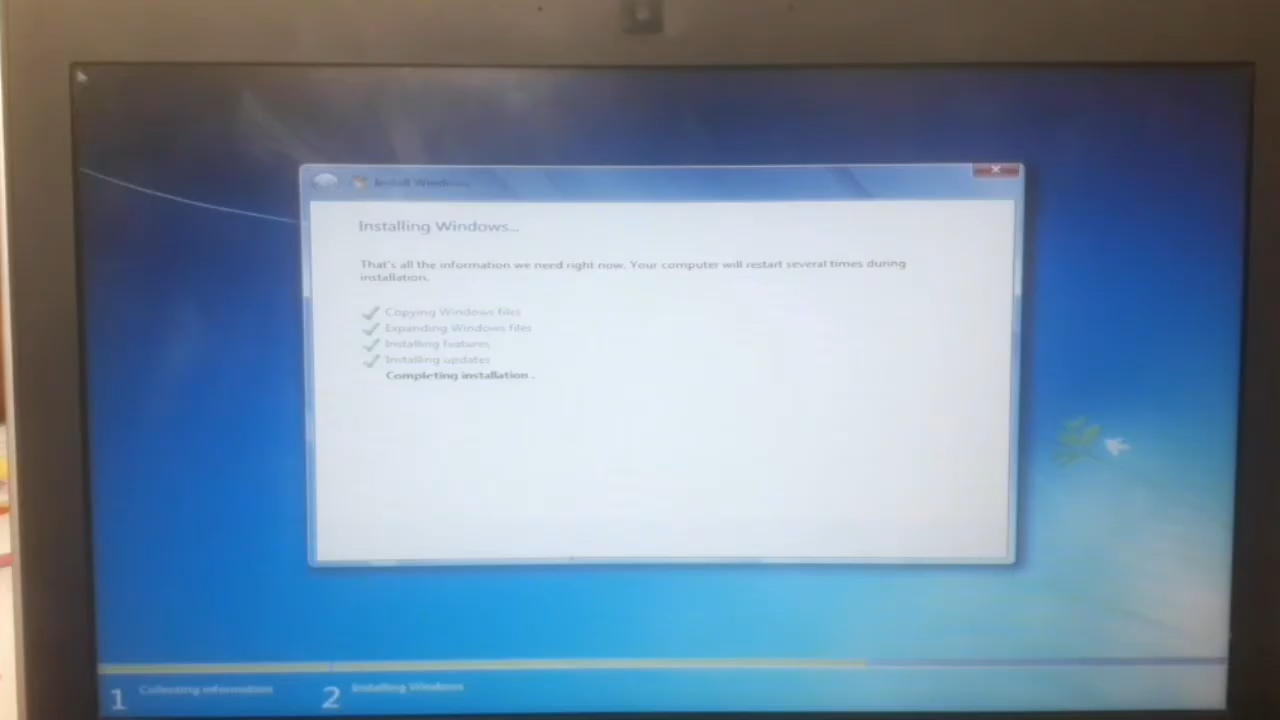 Install Windows
Installing Windows...
That's all the information we need right now. Your computer will restart several times during
installation.
Copying Windows files
Expanding Windows files
Installing features
Installing updates
Completing installation .
1 Collecting information
2 Installing Windows